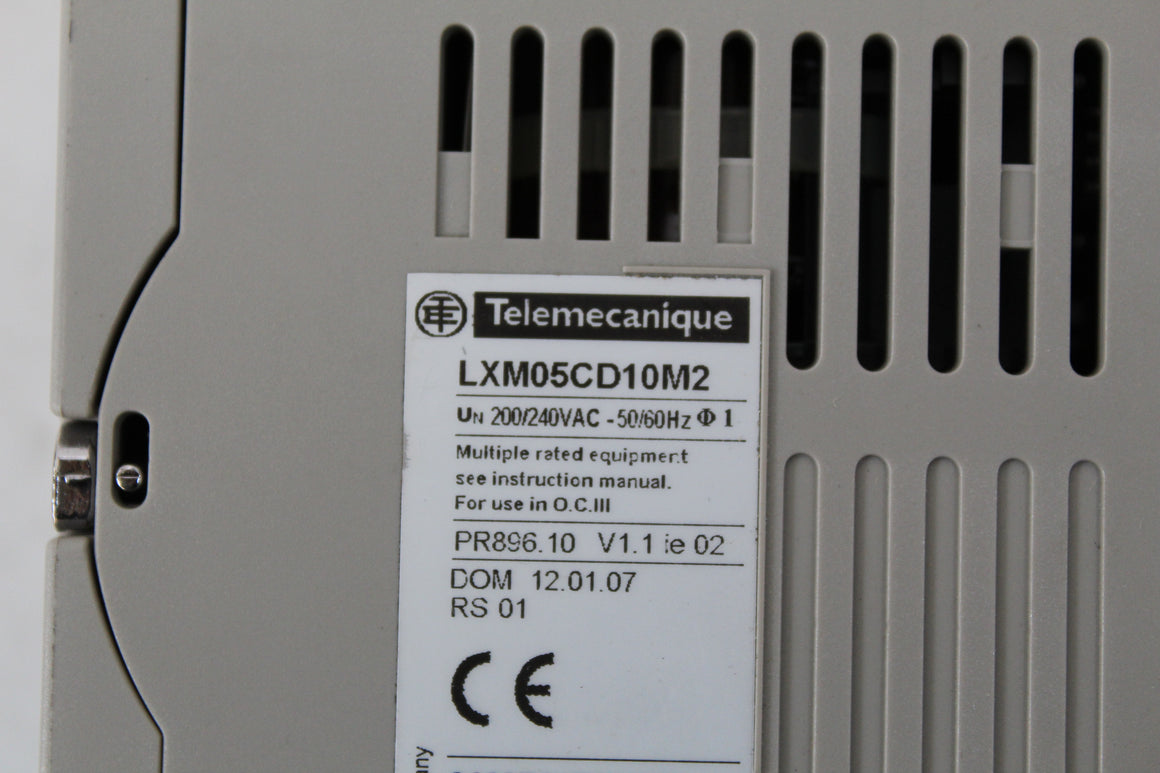 Telemecanique
LXM05CD10M2
UN 200/240VAC - 50/60Hz Φ 1
Multiple rated equipment
see instruction manual.
For use in O.C.III
PR896.10 V1.1 ie 02
DOM 12.01.07
RS 01
CE